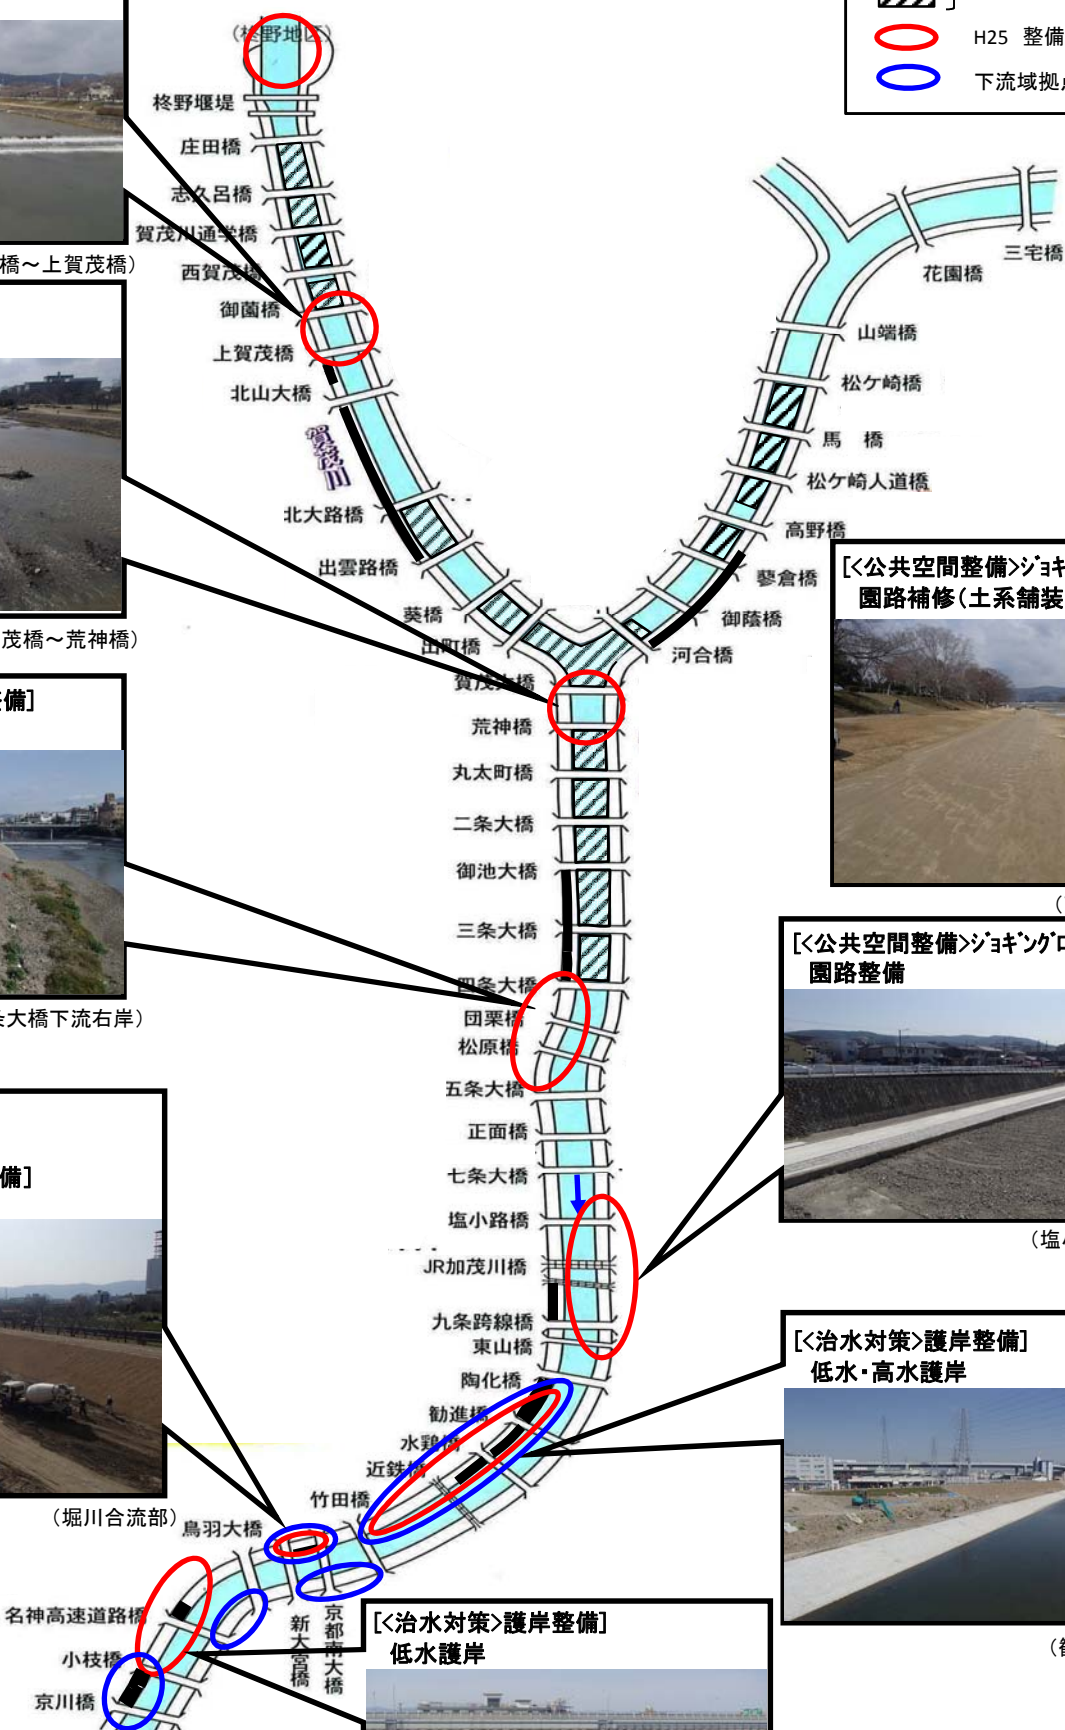 (柊野地区)
H25 整備
下流域拠点
柊野堰堤
庄田橋
志久呂橋
賀茂川通学橋
西賀茂橋
御薗橋
上賀茂橋
北山大橋
賀茂川
北大路橋
出雲路橋
葵橋
出町橋
賀茂大橋
荒神橋
丸太町橋
二条大橋
御池大橋
三条大橋
四条大橋
団栗橋
松原橋
五条大橋
正面橋
七条大橋
塩小路橋
JR加茂川橋
九条跨線橋
東山橋
陶化橋
勧進橋
水鶏橋
近鉄橋
竹田橋
鳥羽大橋
名神高速道路橋
小枝橋
京川橋
新大宮橋
京都南大橋
三宅橋
花園橋
山端橋
松ケ崎橋
馬 橋
松ケ崎人道橋
高野橋
蓼倉橋
御蔭橋
河合橋
橋～上賀茂橋)
茂橋～荒神橋)
備]
条大橋下流右岸)
備]
(堀川合流部)
[<公共空間整備>ジョギ
園路補修(土系舗装
(
[<公共空間整備>ジョギングロ
園路整備
(塩
[<治水対策>護岸整備]
低水・高水護岸
(
[<治水対策>護岸整備]
低水護岸